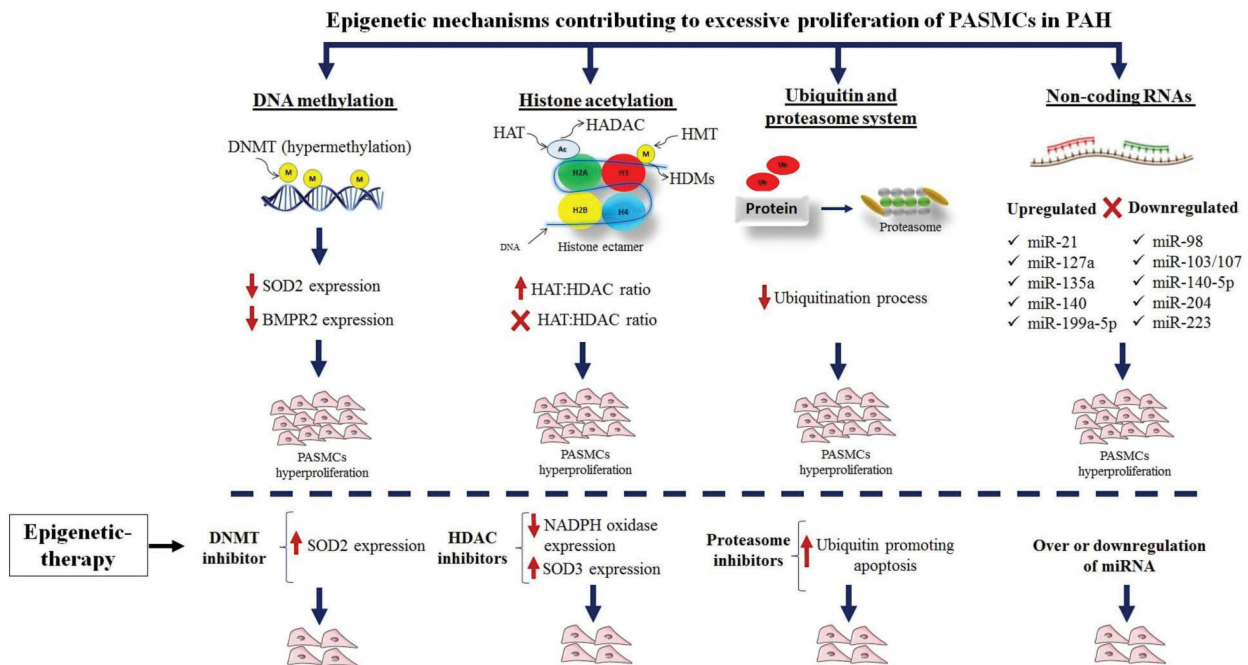 Epigenetic mechanisms contributing to excessive proliferation of PASMCs in PAH
DNA methylation
DNMT (hypermethylation)
M
M
M
SOD2 expression
BMPR2 expression
PASMCs
hyperproliferation
Histone acetylation
HAT
HADAC
Ac
HMT
M
HDMs
H2A
H3
H2B
H4
DNA
Histone ectamer
HAT:HDAC ratio
HAT:HDAC ratio
PASMCs
hyperproliferation
Ubiquitin and
proteasome system
Ub
Ub
Protein
Proteasome
Ubiquitination process
PASMCs
hyperproliferation
Non-coding RNAs
Upregulated
Downregulated
✓ miR-21
✓ miR-127a
✓ miR-135a
✓ miR-140
✓ miR-199a-5p
✓ miR-98
✓ miR-103/107
✓ miR-140-5p
✓ miR-204
✓ miR-223
PASMCs
hyperproliferation
Epigenetic-
therapy
DNMT
inhibitor
SOD2 expression
HDAC
inhibitors
NADPH oxidase
expression
SOD3 expression
Proteasome
inhibitors
Ubiquitin promoting
apoptosis
Over or downregulation
of miRNA